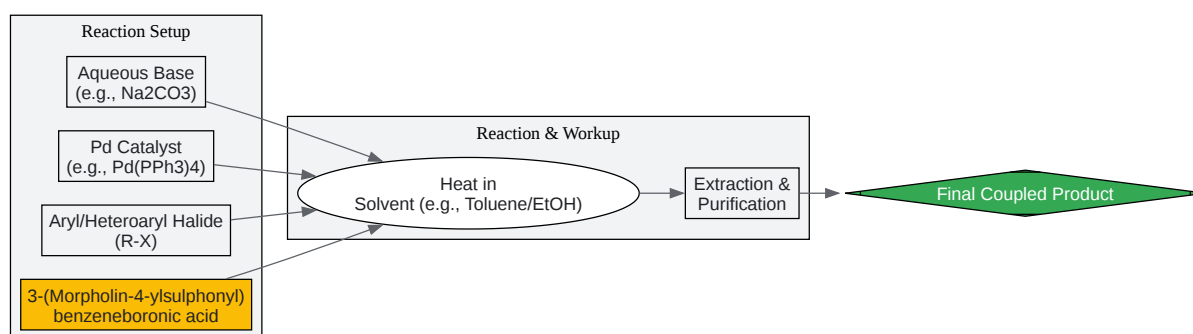 Reaction Setup
Aqueous Base
(e.g., Na2CO3)
Pd Catalyst
(e.g., Pd(PPh3)4)
Aryl/Heteroaryl Halide
(R-X)
3-(Morpholin-4-ylsulphonyl)
benzeneboronic acid
Reaction & Workup
Heat in
Solvent (e.g., Toluene/EtOH)
Extraction &
Purification
Final Coupled Product